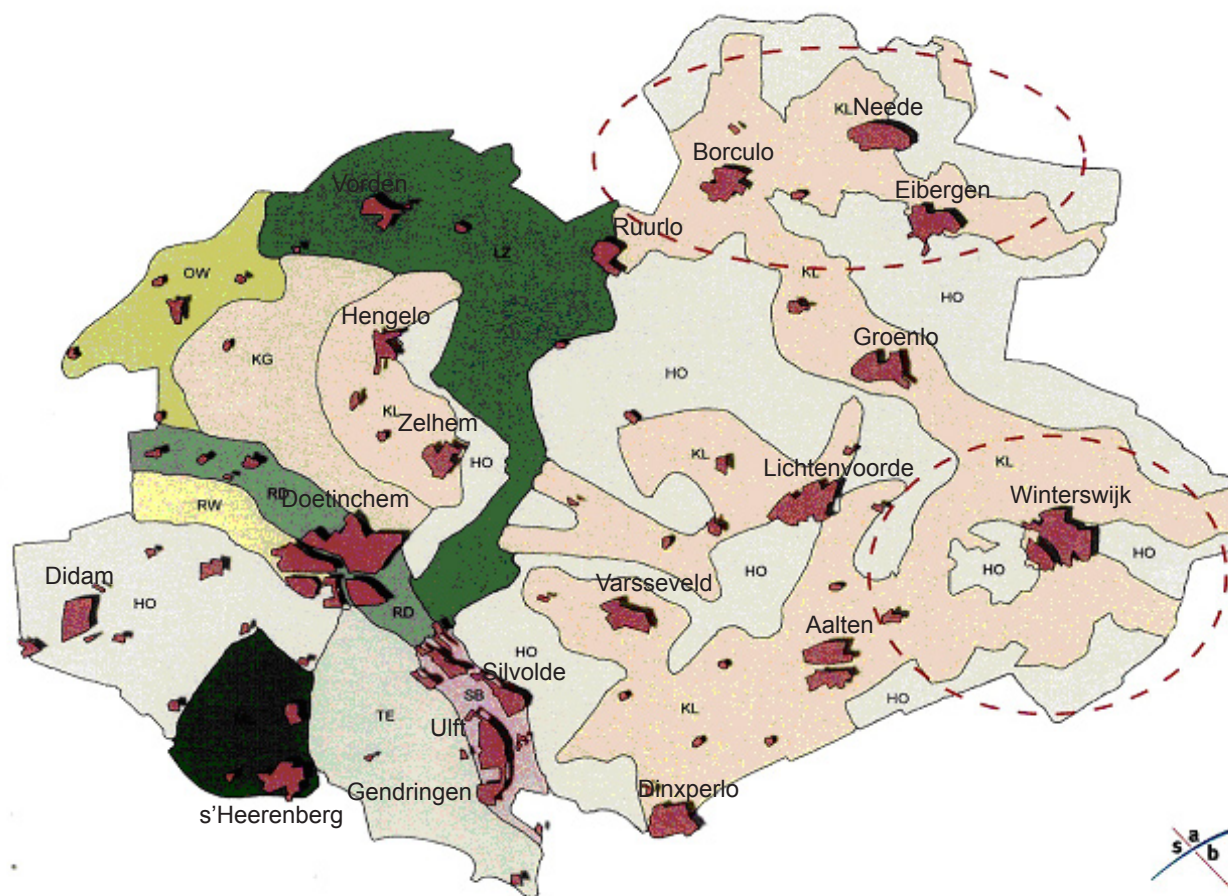 KL
Neede
Borculo
Eibergen
Vorden
Ruurlo
LZ
OW
KL
HO
Hengelo
Groenlo
KG
HO
KL
Zelhem
HO
KL
KL
Lichtenvoorde
Winterswijk
RD
Doetinchem
RW
HO
HO
HO
Didam
HO
Varsseveld
RD
Aalten
HO
Silvolde
SB
HO
KL
TE
Ulft
Gendringen
Dinxperlo
s'Heerenberg
s a b